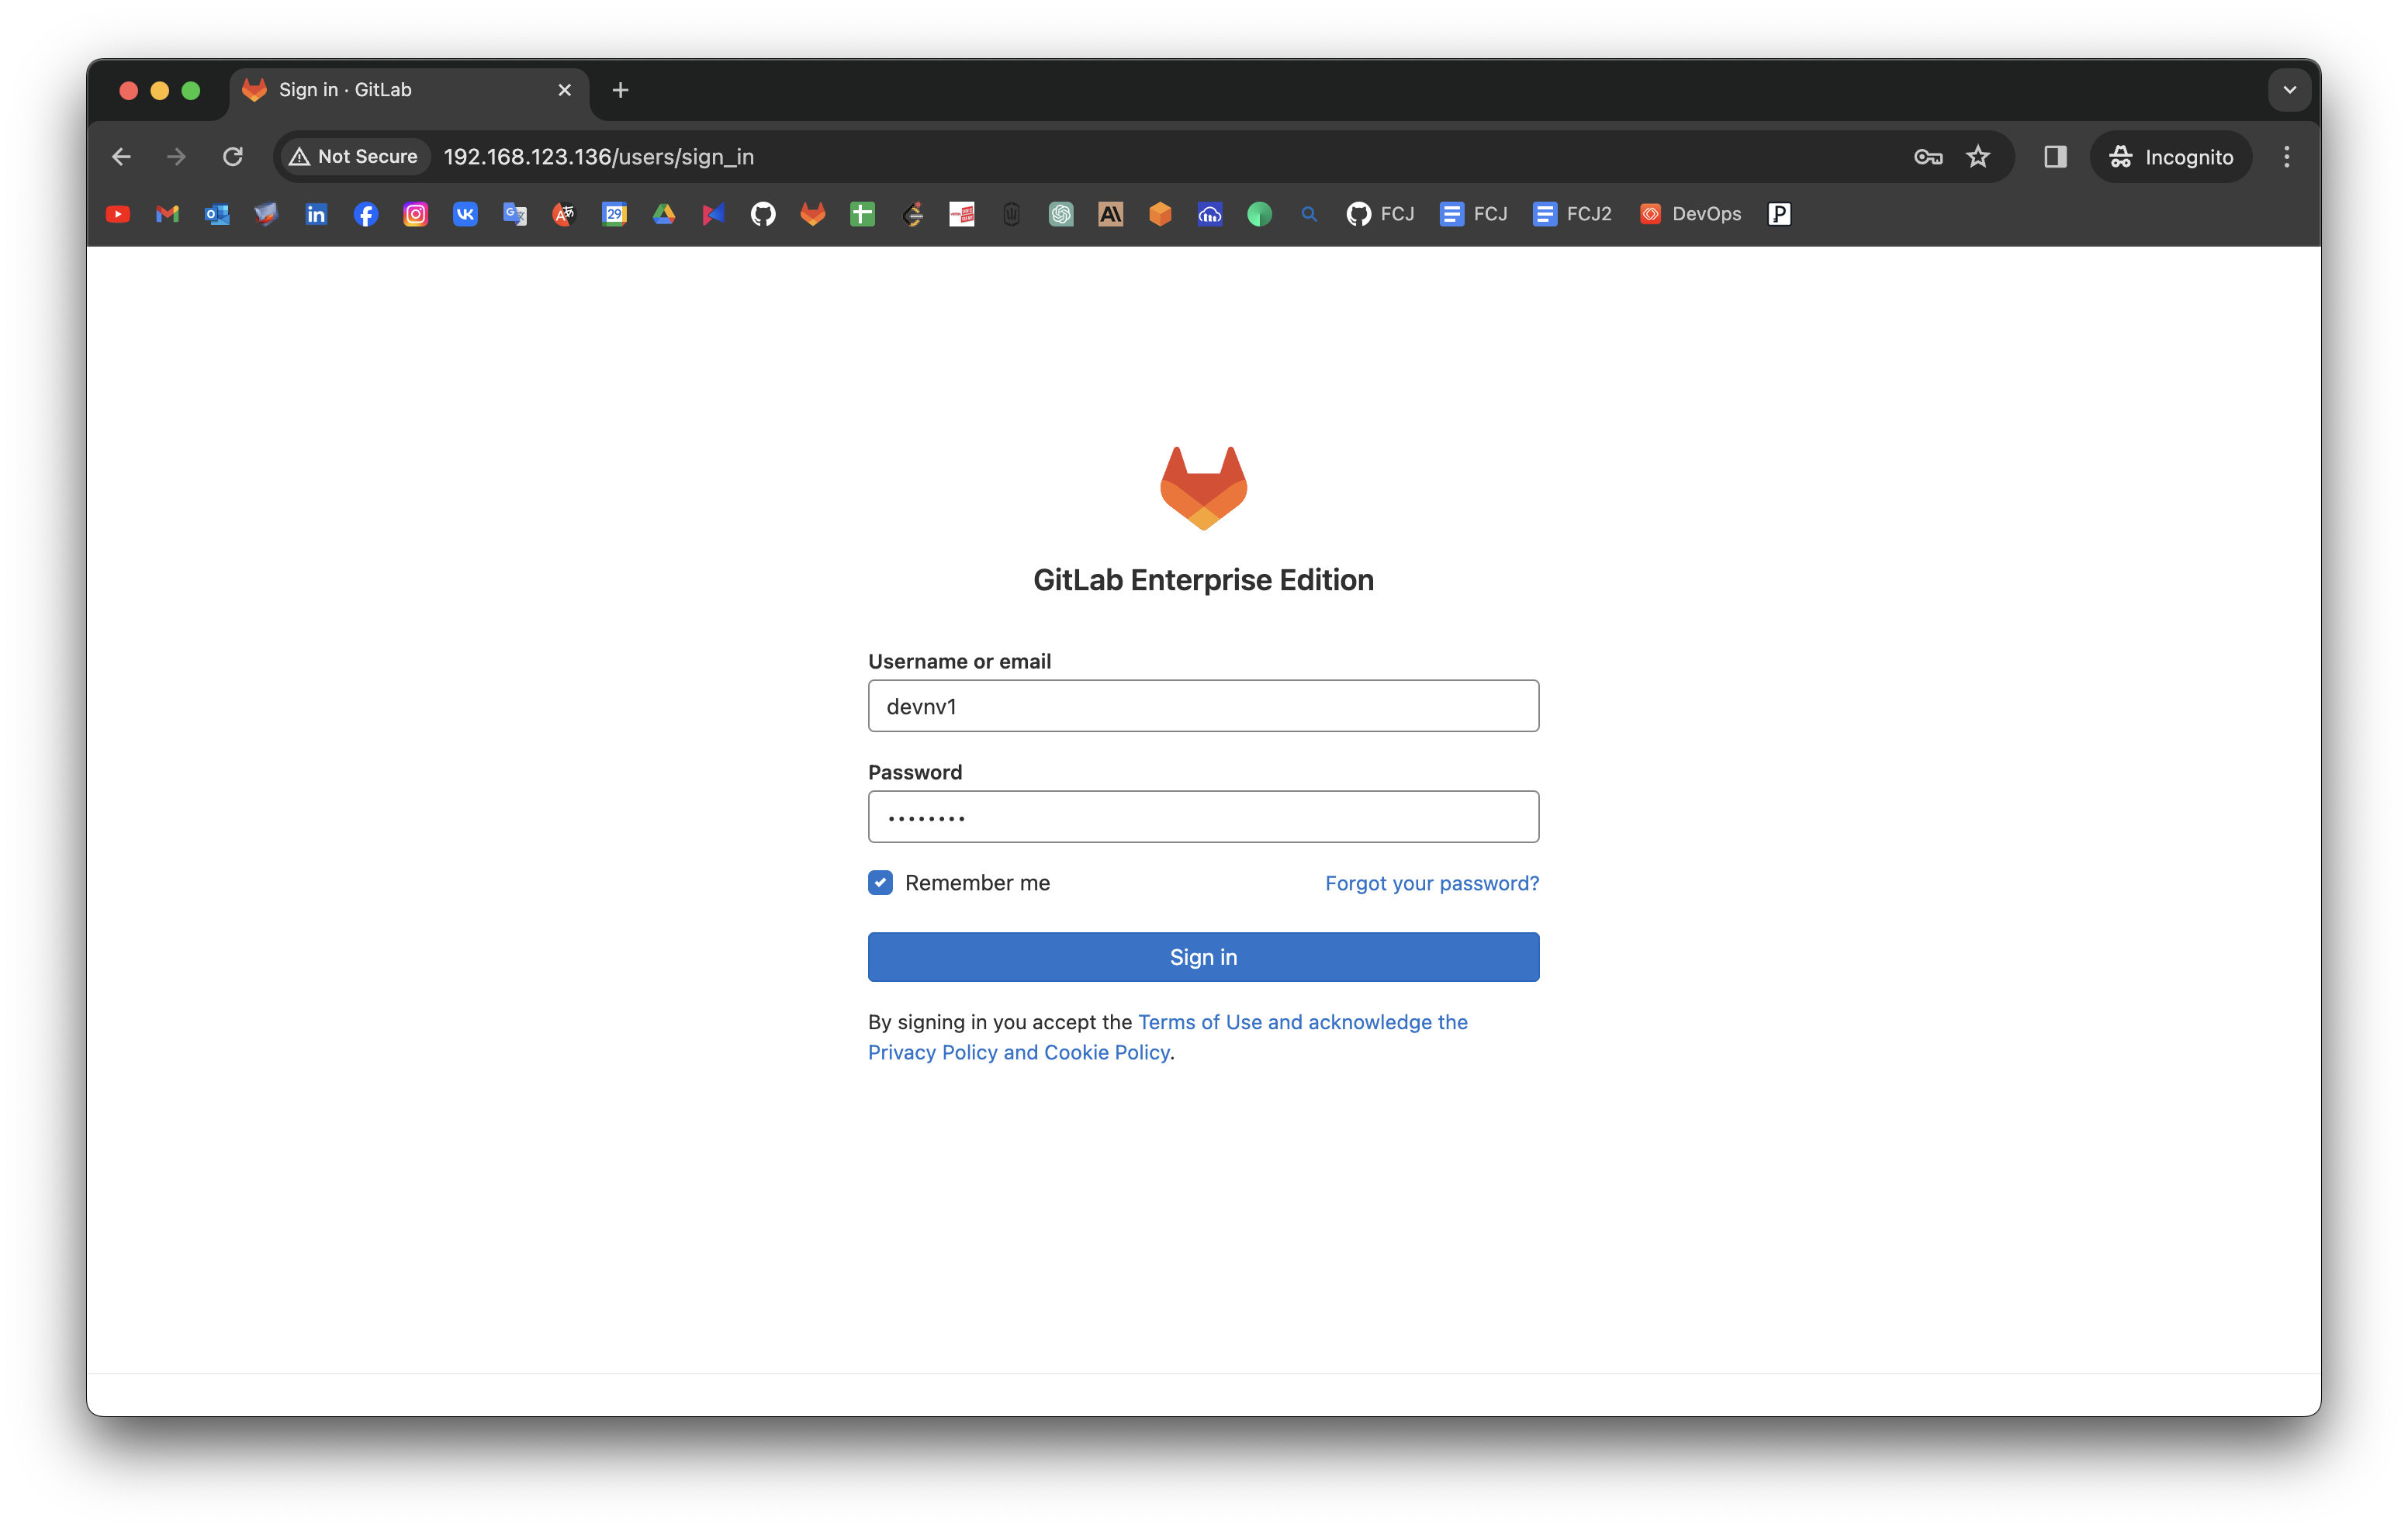 Sign in · GitLab
Not Secure 192.168.123.136/users/sign_in Incognito
FCJ FCJ FCJ2 DevOps
GitLab Enterprise Edition
Username or email
devnv1
Password
••••••••
Remember me Forgot your password?
Sign in
By signing in you accept the Terms of Use and acknowledge the
Privacy Policy and Cookie Policy.